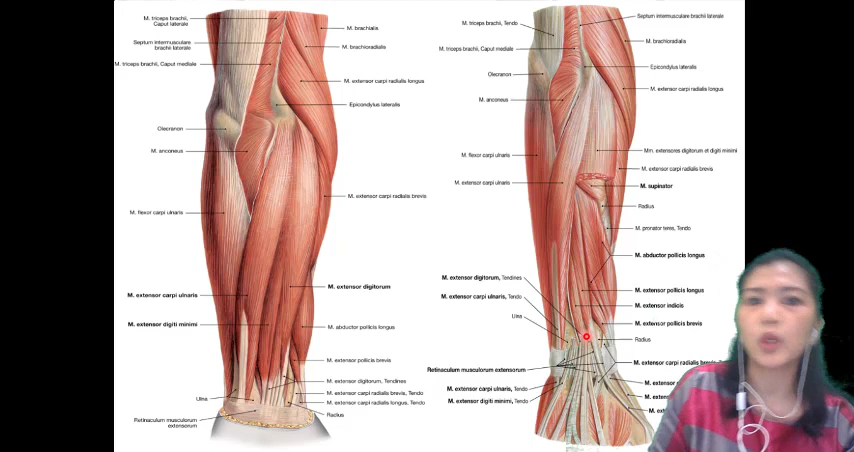 M. triceps brachii,
Caput laterale
Septum intermusculare
brachii laterale
M. triceps brachii, Caput mediale
Olecranon
M. anconeus
M. flexor carpi ulnaris
M. extensor carpi ulnaris
M. extensor digiti minimi
Ulna
Retinaculum musculorum
extensorum
M. brachialis
M. brachioradialis
M. extensor carpi radialis longus
Epicondylus lateralis
M. extensor carpi radialis brevis
M. extensor digitorum
M. abductor pollicis longus
M. extensor pollicis brevis
M. extensor digitorum, Tendines
M. extensor carpi radialis brevis, Tendo
M. extensor carpi radialis longus, Tendo
Radius
M. triceps brachii, Tendo
M. triceps brachii, Caput mediale
Olecranon
M. anconeus
M. flexor carpi ulnaris
M. extensor carpi ulnaris
M. extensor digitorum, Tendines
M. extensor carpi ulnaris, Tendo
Ulna
Retinaculum musculorum extensorum
M. extensor carpi ulnaris, Tendo
M. extensor digiti minimi, Tendo
Septum intermusculare brachii laterale
M. brachioradialis
Epicondylus lateralis
M. extensor carpi radialis longus
Mm. extensores digitorum et digiti minimi
M. extensor carpi radialis brevis
M. supinator
Radius
M. pronator teres, Tendo
M. abductor pollicis longus
M. extensor pollicis longus
M. extensor indicis
M. extensor pollicis brevis
Radius
M. extensor carpi radialis
M. exte
M. exte
M. ext